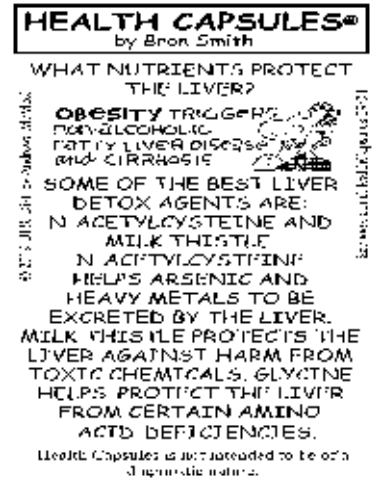 HEALTH CAPSULES®
by Bron Smith
WHAT NUTRIENTS PROTECT
THE LIVER?
OBESITY TRIGGERS
NON-ALCOHOLIC
FATTY LIVER DISEASE
and CIRRHOSIS
SOME OF THE BEST LIVER
DETOX AGENTS ARE:
N ACETYLCYSTEINE AND
MILK THISTLE
N ACETYLCYSTEINE
HELPS ARSENIC AND
HEAVY METALS TO BE
EXCRETED BY THE LIVER.
MILK THISTLE PROTECTS THE
LIVER AGAINST HARM FROM
TOXIC CHEMICALS. GLYCINE
HELPS PROTECT THE LIVER
FROM CERTAIN AMINO
ACID DEFICIENCIES.
Health Capsules is not intended to be of a
diagnostic nature.